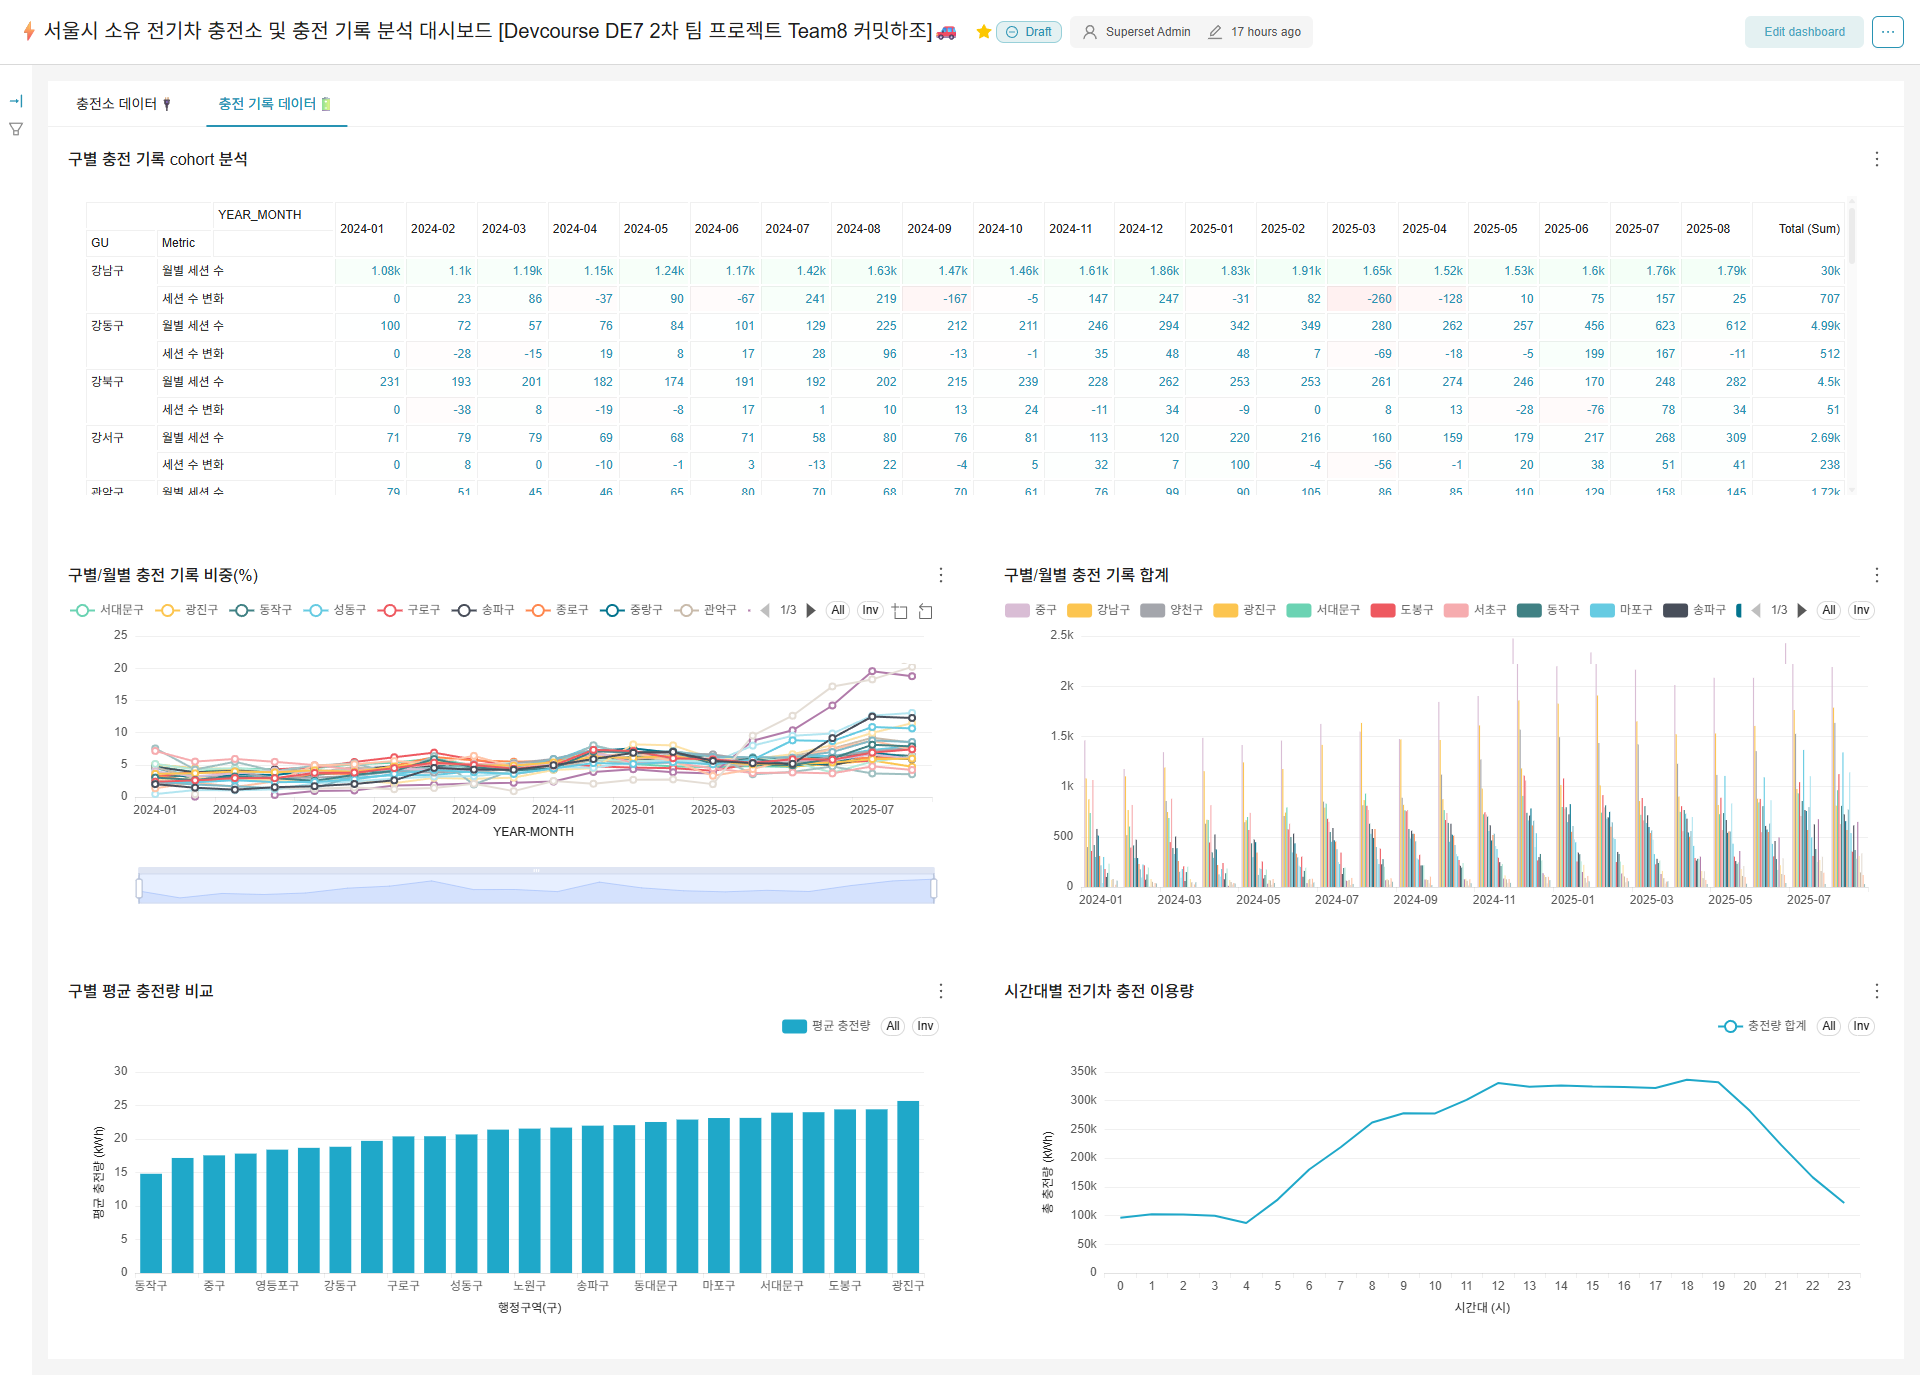 서울시 소유 전기차 충전소 및 충전 기록 분석 대시보드 [Devcourse DE7 2차 팀 프로젝트 Team8 커밋하조]
Draft
Superset Admin
17 hours ago
Edit dashboard
충전소 데이터
충전 기록 데이터
구별 충전 기록 cohort 분석
YEAR_MONTH 2024-01 2024-02 2024-03 2024-04 2024-05 2024-06 2024-07 2024-08 2024-09 2024-10 2024-11 2024-12 2025-01 2025-02 2025-03 2025-04 2025-05 2025-06 2025-07 2025-08 Total (Sum)
GU Metric
강남구 월별 세션 수 1.08k 1.1k 1.19k 1.15k 1.24k 1.17k 1.42k 1.63k 1.47k 1.46k 1.61k 1.86k 1.83k 1.91k 1.65k 1.52k 1.53k 1.6k 1.76k 1.79k 30k
세션 수 변화 0 23 86 -37 90 -67 241 219 -167 -5 147 247 -31 82 -260 -128 10 75 157 25 707
강동구 월별 세션 수 100 72 57 76 84 101 129 225 212 211 246 294 342 349 280 262 257 456 623 612 4.99k
세션 수 변화 0 -28 -15 19 8 17 28 96 -13 -1 35 48 48 7 -69 -18 -5 199 167 -11 512
강북구 월별 세션 수 231 193 201 182 174 191 192 202 215 239 228 262 253 253 261 274 246 170 248 282 4.5k
세션 수 변화 0 -38 8 -19 -8 17 1 10 13 24 -11 34 -9 0 8 13 -28 -76 78 34 51
강서구 월별 세션 수 71 79 79 69 68 71 58 80 76 81 113 120 220 216 160 159 179 217 268 309 2.69k
세션 수 변화 0 8 0 -10 -1 3 -13 22 -4 5 32 7 100 -4 -56 -1 20 38 51 41 238
관악구 월별 세션 수 79 51 45 46 65 80 70 68 70 61 76 99 90 105 86 85 110 129 158 145 1.72k
구별/월별 충전 기록 비중(%)
서대문구 광진구 동작구 성동구 구로구 송파구 종로구 중랑구 관악구 1/3 All Inv
25
20
15
10
5
0
2024-01 2024-03 2024-05 2024-07 2024-09 2024-11 2025-01 2025-03 2025-05 2025-07
YEAR-MONTH
구별/월별 충전 기록 합계
중구 강남구 양천구 광진구 서대문구 도봉구 서초구 동작구 마포구 송파구 1/3 All Inv
2.5k
2k
1.5k
1k
500
0
2024-01 2024-03 2024-05 2024-07 2024-09 2024-11 2025-01 2025-03 2025-05 2025-07
구별 평균 충전량 비교
평균 충전량 All Inv
평균 충전량 (kWh)
30
25
20
15
10
5
0
동작구 중구 영등포구 강동구 구로구 성동구 노원구 송파구 동대문구 마포구 서대문구 도봉구 광진구
행정구역(구)
시간대별 전기차 충전 이용량
충전량 합계 All Inv
총 충전량 (kWh)
350k
300k
250k
200k
150k
100k
50k
0
0 1 2 3 4 5 6 7 8 9 10 11 12 13 14 15 16 17 18 19 20 21 22 23
시간대 (시)